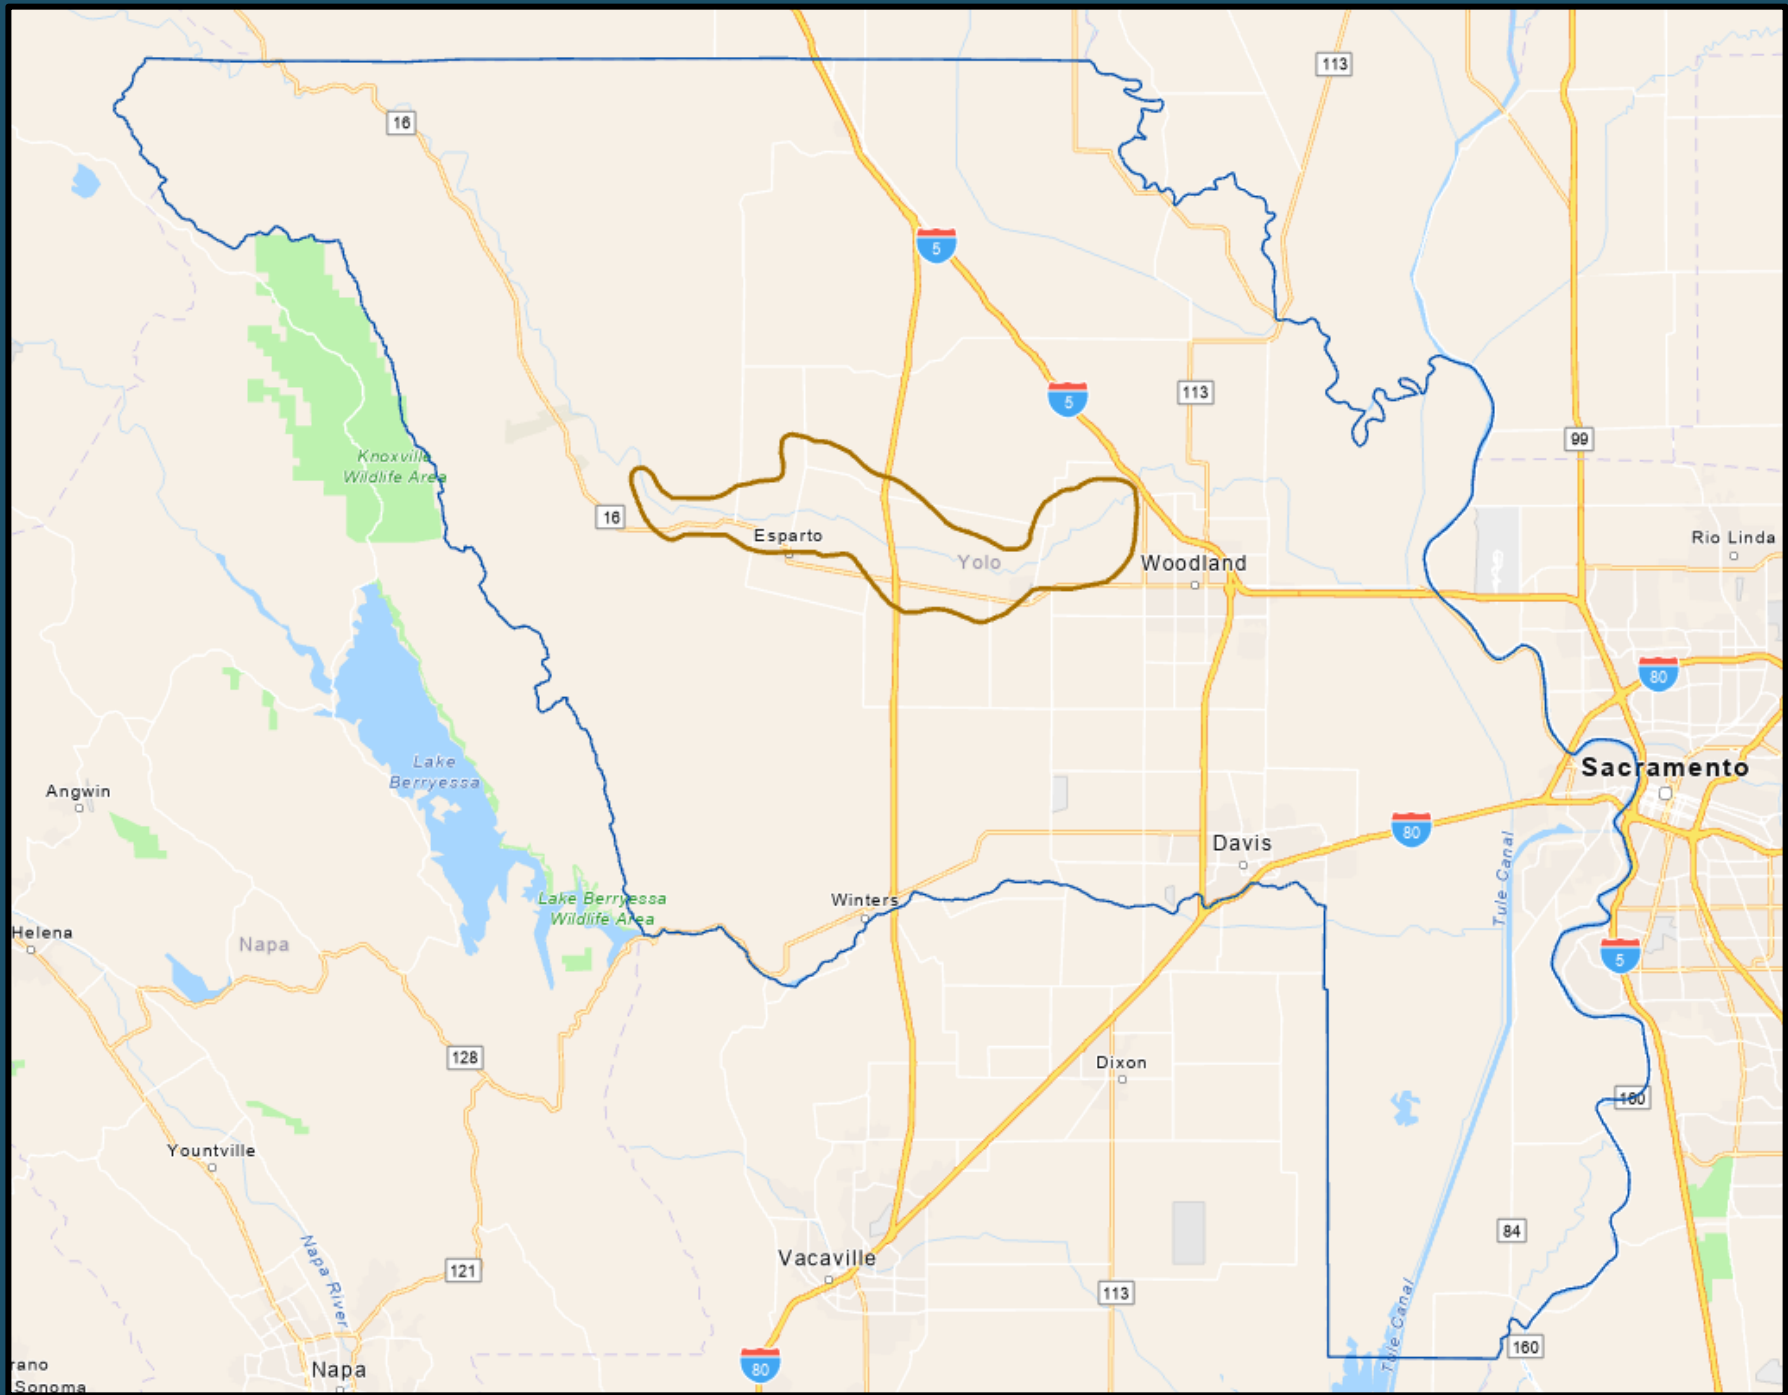 113
16
5
5
113
99
Knoxville
Wildlife Area
16
Esparto
Rio Linda
Yolo
Woodland
80
Lake
Berryessa
Sacramento
Angwin
80
Davis
Tule Canal
Lake Berryessa
Wildlife Area
Winters
Helena
Napa
5
128
Dixon
160
Yountville
84
Napa River
Vacaville
121
113
Tule Canal
160
80
Napa
rano
Sonoma